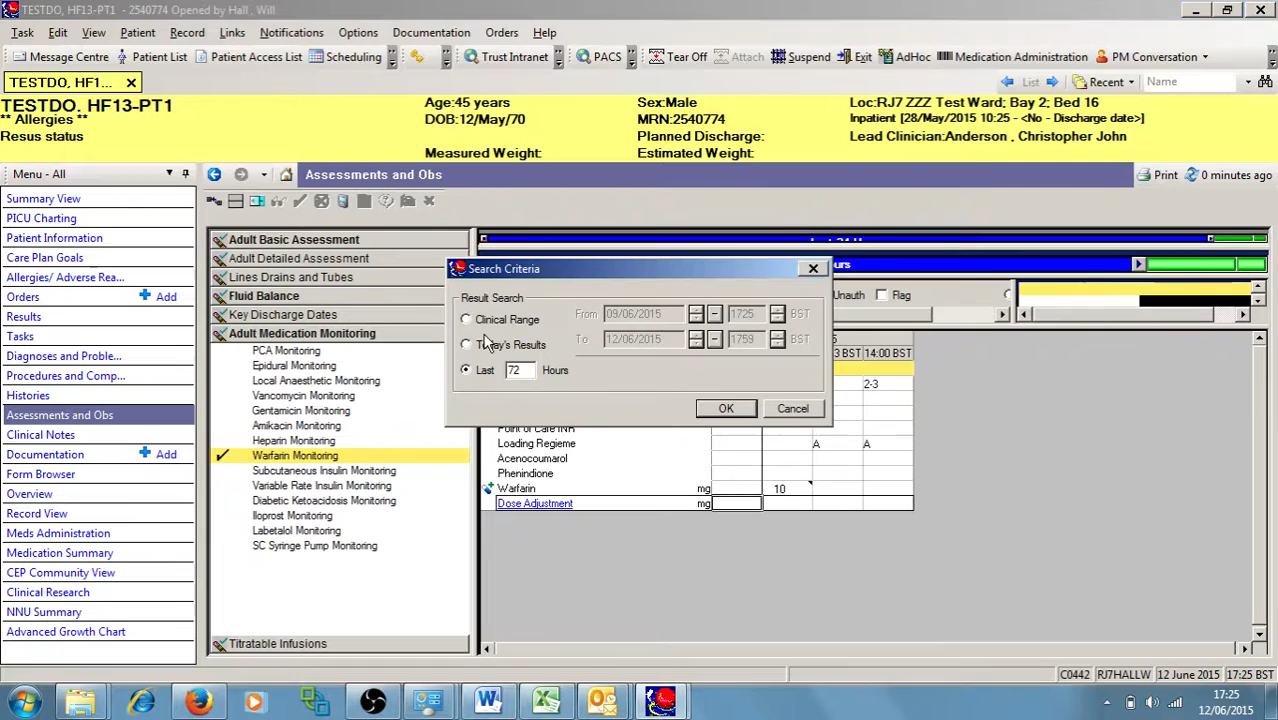 TESTDO, HF13-PT1 - 2540774 Opened by Hall , Will
Task Edit View Patient Record Links Notifications Options Documentation Orders Help
Message Centre Patient List Patient Access List Scheduling Trust Intranet PACS Tear Off Attach Suspend Exit AdHoc Medication Administration PM Conversation
TESTDO, HF1...
List Recent Name
TESTDO, HF13-PT1
** Allergies **
Resus status
Age:45 years
DOB:12/May/70
Measured Weight:
Sex:Male
MRN:2540774
Planned Discharge:
Estimated Weight:
Loc:RJ7 ZZZ Test Ward; Bay 2; Bed 16
Inpatient [28/May/2015 10:25 - <No - Discharge date>]
Lead Clinician:Anderson , Christopher John
Menu - All
Assessments and Obs
Print 0 minutes ago
Summary View
PICU Charting
Patient Information
Care Plan Goals
Allergies/ Adverse Rea...
Orders Add
Results
Tasks
Diagnoses and Proble...
Procedures and Comp...
Histories
Assessments and Obs
Clinical Notes
Documentation Add
Form Browser
Overview
Record View
Meds Administration
Medication Summary
CEP Community View
Clinical Research
NNU Summary
Advanced Growth Chart
Adult Basic Assessment
Adult Detailed Assessment
Lines Drains and Tubes
Fluid Balance
Key Discharge Dates
Adult Medication Monitoring
PCA Monitoring
Epidural Monitoring
Local Anaesthetic Monitoring
Vancomycin Monitoring
Gentamicin Monitoring
Amikacin Monitoring
Heparin Monitoring
Warfarin Monitoring
Subcutaneous Insulin Monitoring
Variable Rate Insulin Monitoring
Diabetic Ketoacidosis Monitoring
Iloprost Monitoring
Labetalol Monitoring
SC Syringe Pump Monitoring
Titratable Infusions
Search Criteria
Result Search
Clinical Range
Today's Results
Last 72 Hours
From 09/06/2015 1725 BST
To 12/06/2015 1759 BST
OK Cancel
ours
Unauth Flag
3 BST 14:00 BST
2-3
Point of Care INR
Loading Regieme A A
Acenocoumarol
Phenindione
Warfarin mg 10
Dose Adjustment mg
C0442 RJ7HALLW 12 June 2015 17:25 BST
17:25
12/06/2015